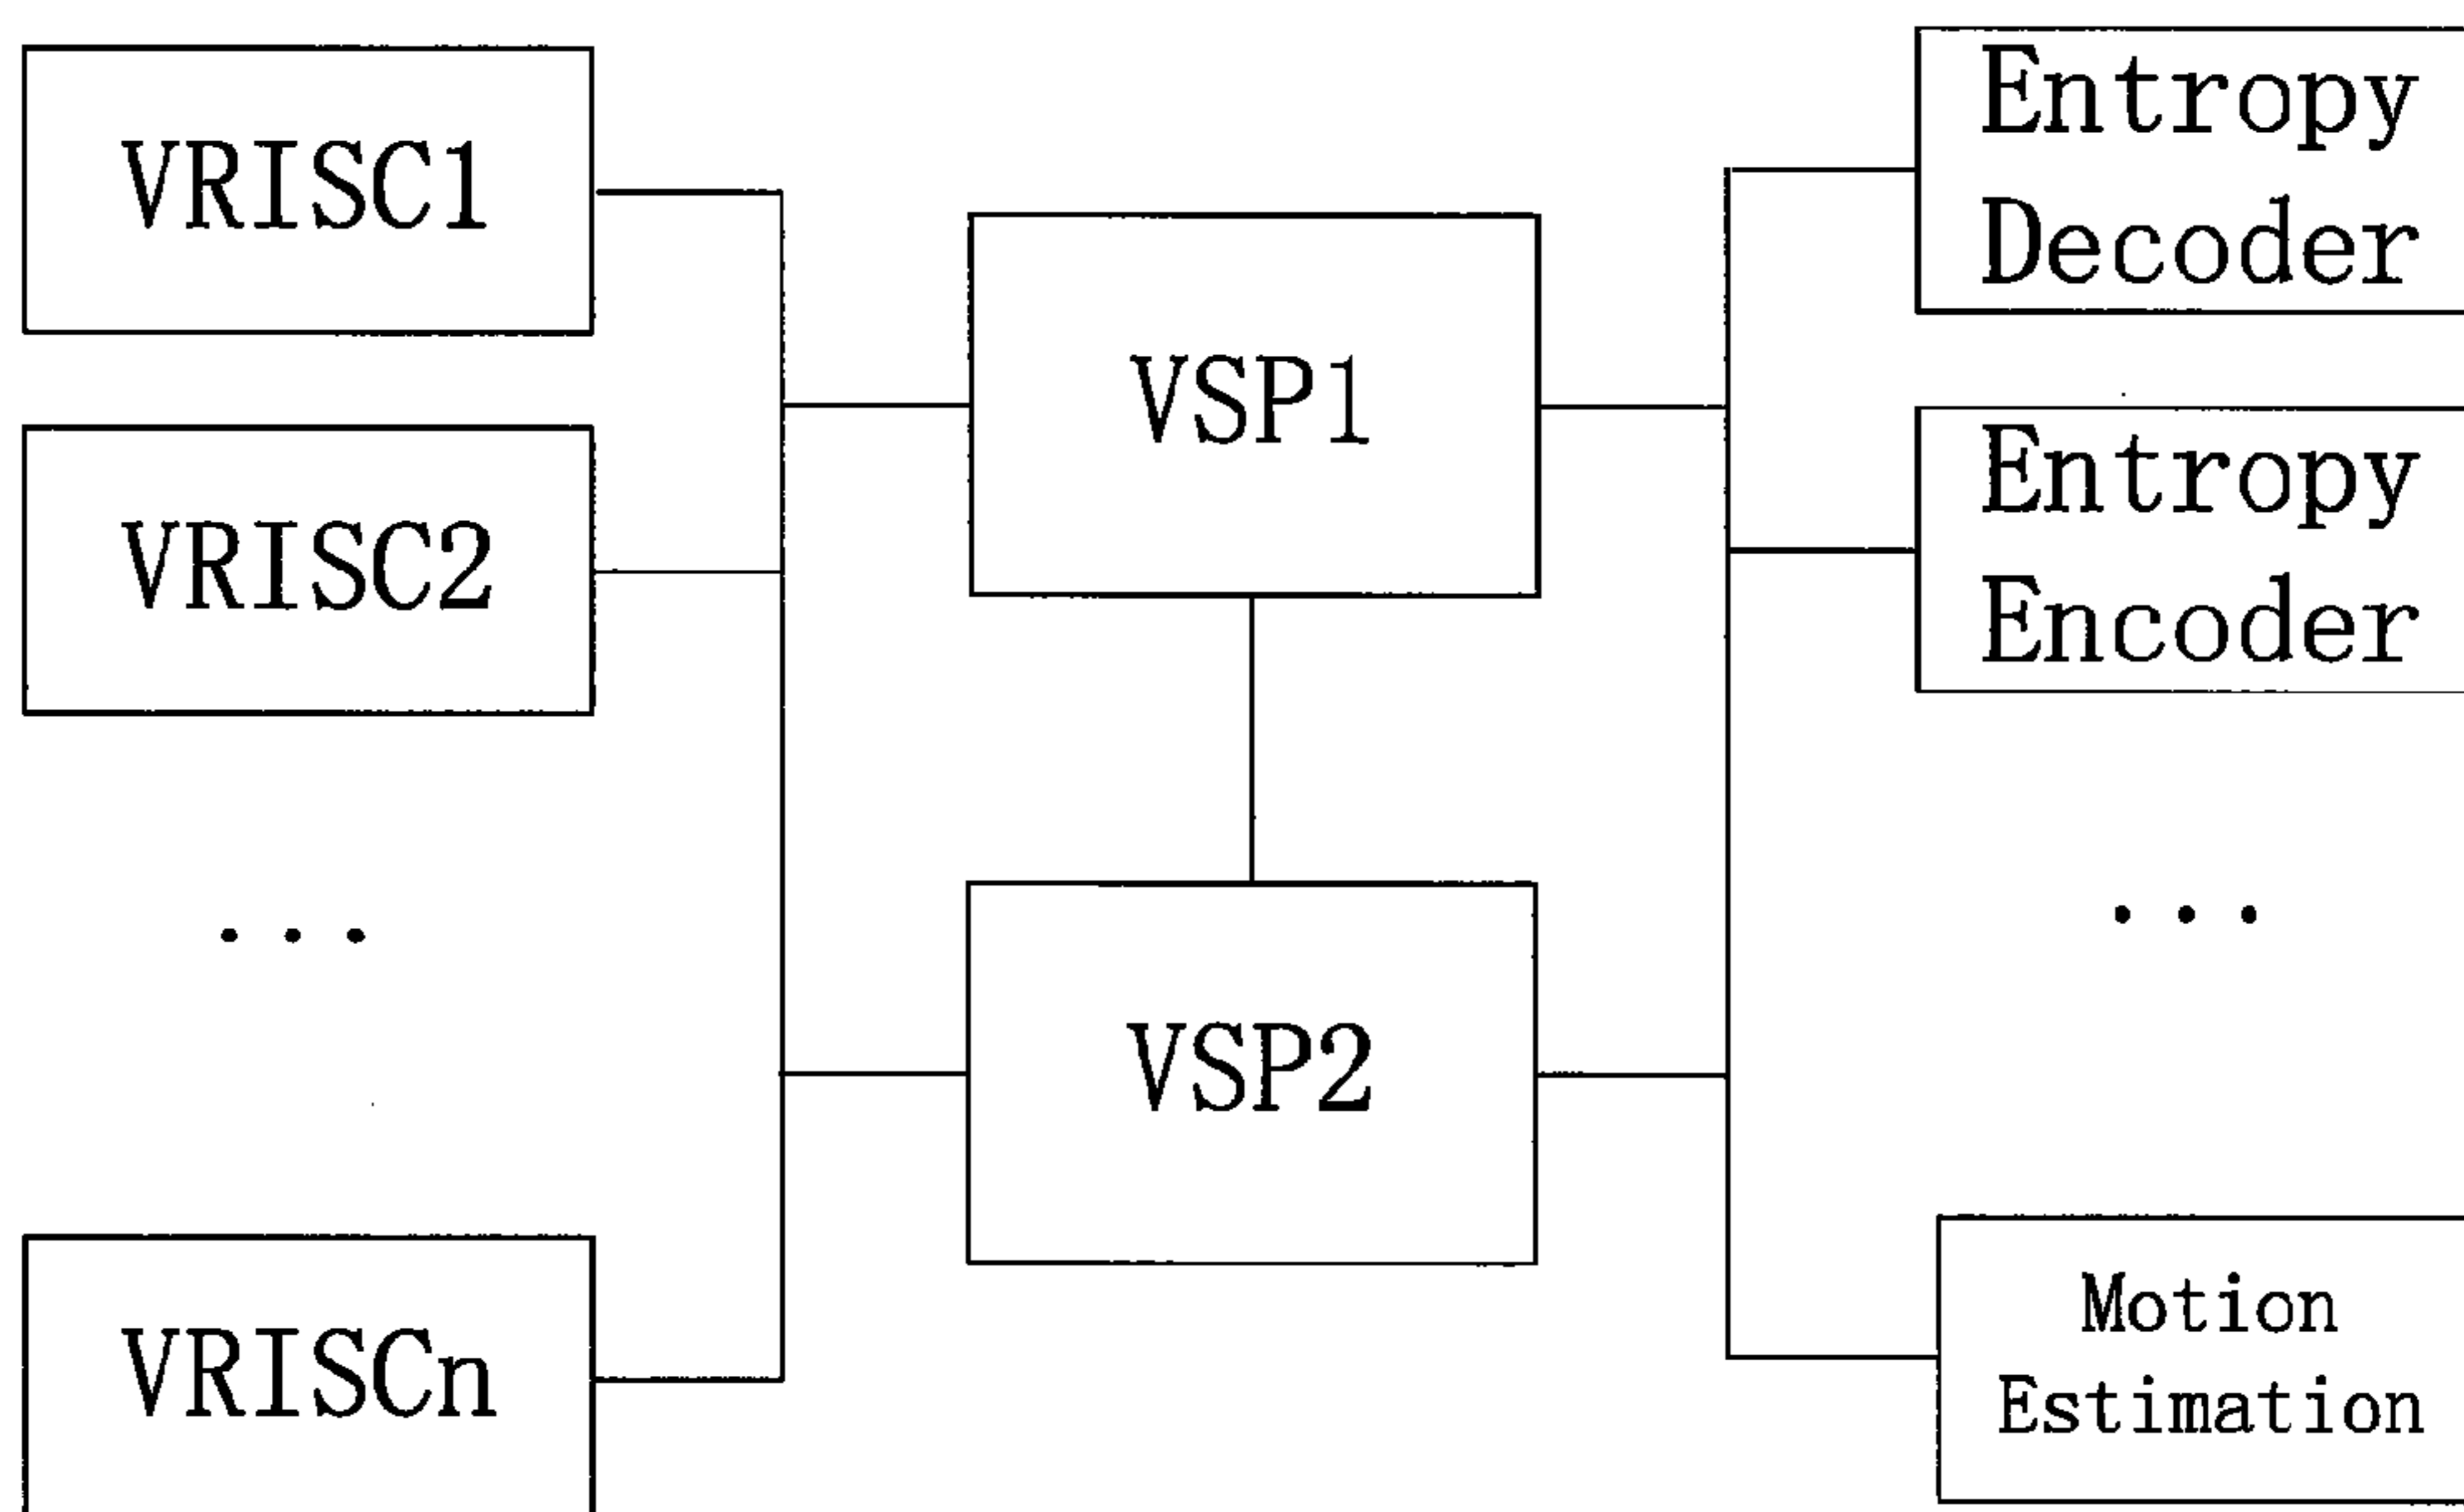 VRISC1
VRISC2
...
VRISCn
VSP1
VSP2
Entropy
Decoder
Entropy
Encoder
...
Motion
Estimation